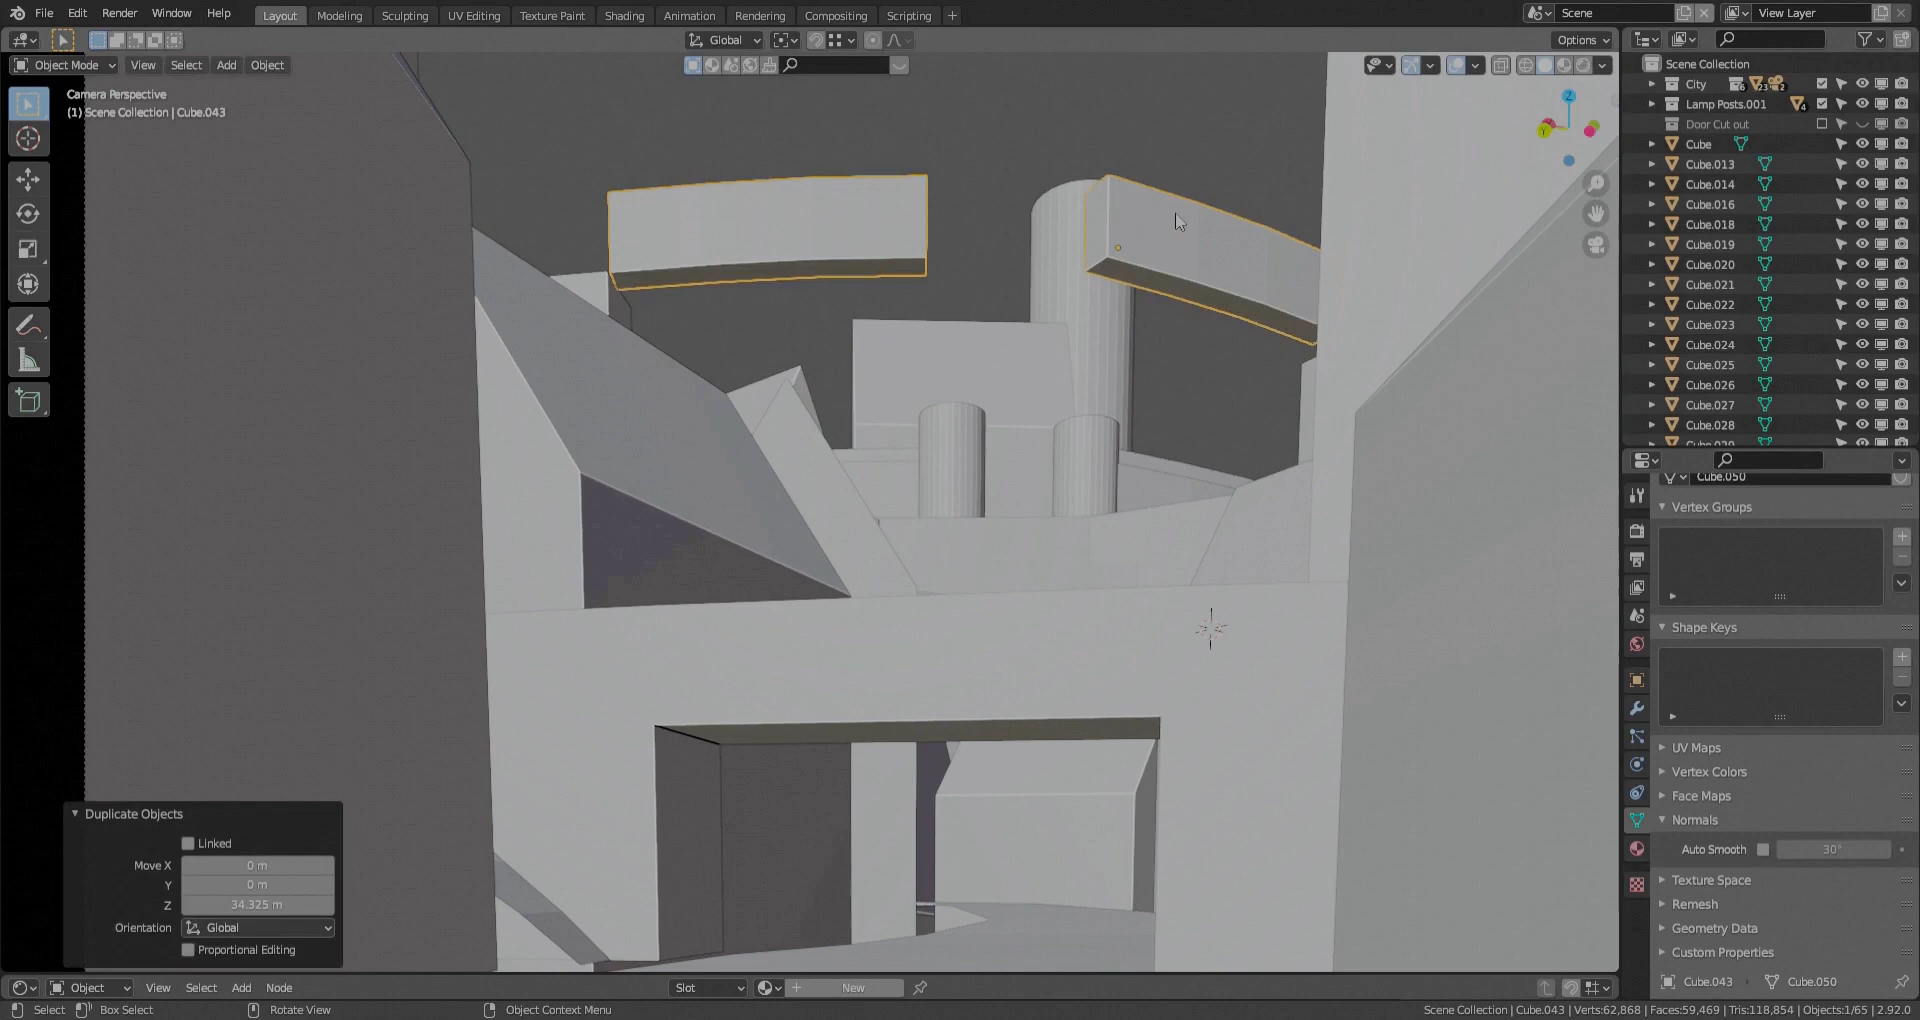 File Edit Render Window Help Layout Modeling Sculpting UV Editing Texture Paint Shading Animation Rendering Compositing Scripting + Scene View Layer
Global Options
Object Mode View Select Add Object
Camera Perspective
(1) Scene Collection | Cube.043
Z
Y
Scene Collection
City 6 23 2
Lamp Posts.001 4
Door Cut out
Cube
Cube.013
Cube.014
Cube.016
Cube.018
Cube.019
Cube.020
Cube.021
Cube.022
Cube.023
Cube.024
Cube.025
Cube.026
Cube.027
Cube.028
Cube.029
Cube.050
Vertex Groups
Shape Keys
UV Maps
Vertex Colors
Face Maps
Normals
Auto Smooth 30°
Texture Space
Remesh
Geometry Data
Custom Properties
Cube.043 Cube.050
Duplicate Objects
Linked
Move X 0 m
Y 0 m
Z 34.325 m
Orientation Global
Proportional Editing
Object View Select Add Node Slot + New
Select Box Select Rotate View Object Context Menu Scene Collection | Cube.043 | Verts:62,868 | Faces:59,469 | Tris:118,854 | Objects:1/65 | 2.92.0